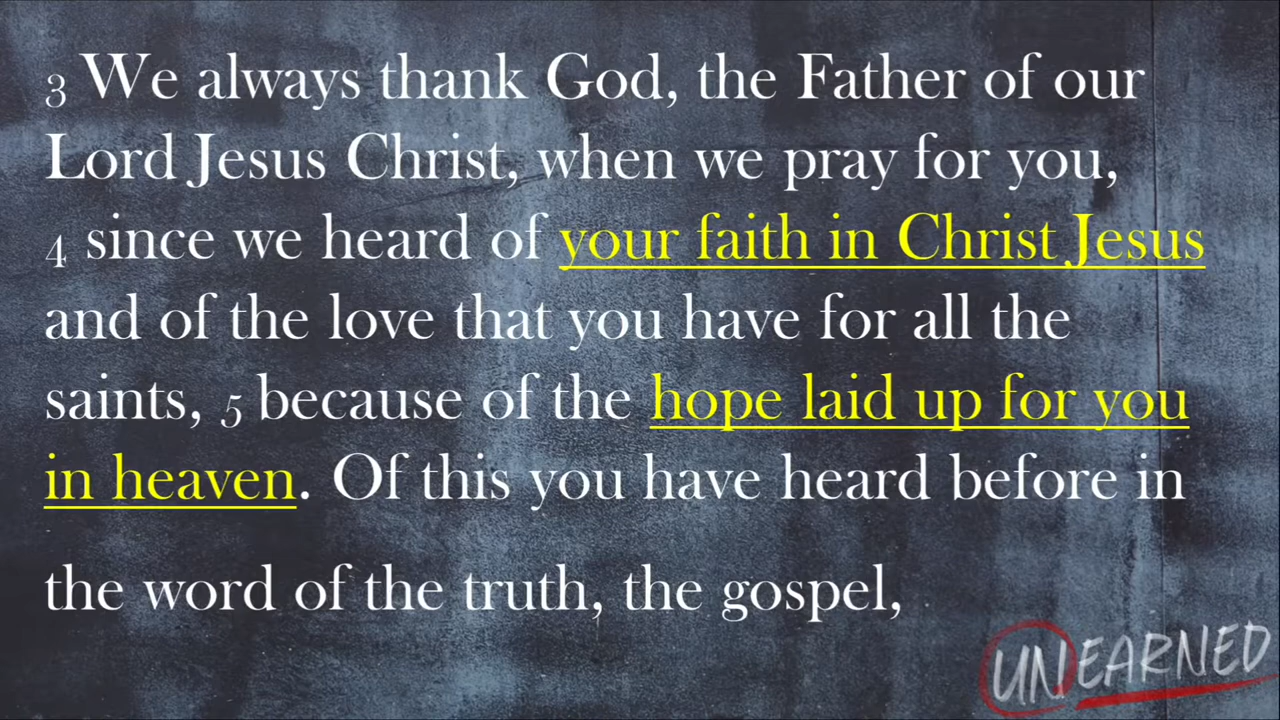 3 We always thank God, the Father of our
Lord Jesus Christ, when we pray for you,
4 since we heard of your faith in Christ Jesus
and of the love that you have for all the
saints, 5 because of the hope laid up for you
in heaven. Of this you have heard before in
the word of the truth, the gospel,
UNEARNED